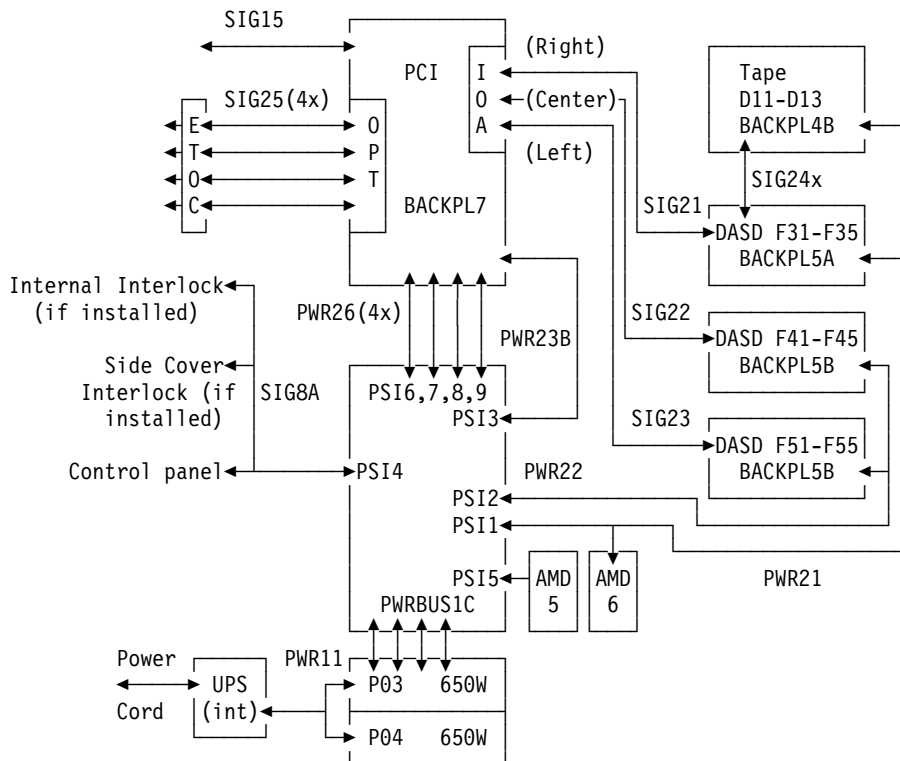 SIG15
(Right)
PCI
I
Tape
SIG25(4x)
O
(Center)
D11-D13
E
O
A
BACKPL4B
T
P
(Left)
O
T
SIG24x
C
BACKPL7
SIG21
DASD F31-F35
BACKPL5A
Internal Interlock
(if installed)
PWR26(4x)
SIG22
PWR23B
DASD F41-F45
Side Cover
BACKPL5B
Interlock (if
SIG8A
PSI6,7,8,9
installed)
PSI3
SIG23
DASD F51-F55
Control panel
PSI4
PWR22
BACKPL5B
PSI2
PSI1
PSI5
AMD
AMD
PWR21
5
6
PWRBUS1C
Power
PWR11
UPS
P03 650W
Cord
(int)
P04 650W